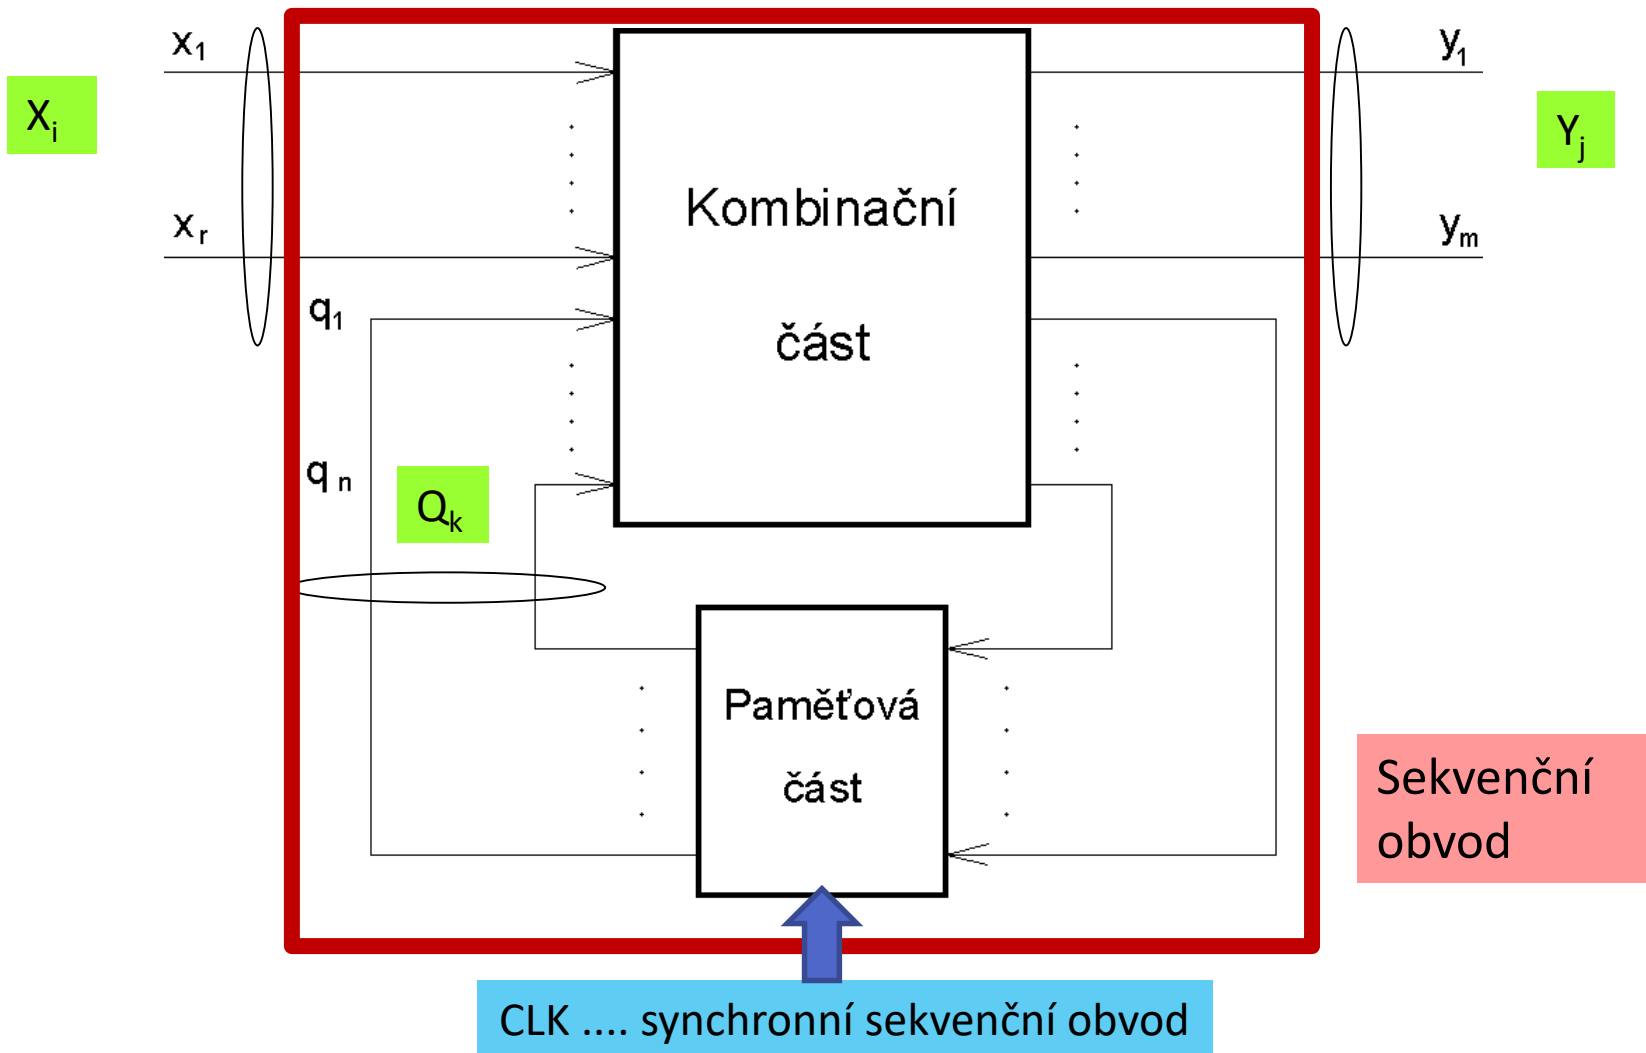 x1
y1
Xi
Yj
Kombinační
xr
ym
q1
část
qn
Qk
Paměťová
část
Sekvenční
obvod
CLK .... synchronní sekvenční obvod